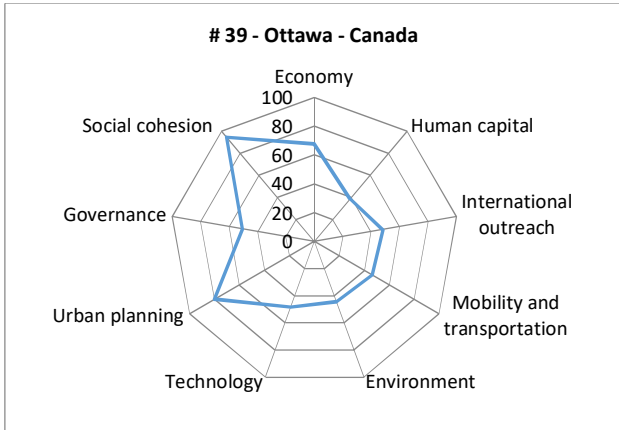 # 39 - Ottawa - Canada
Economy
100
80
60
40
20
0
Human capital
International
outreach
Mobility and
transportation
Environment
Technology
Urban planning
Governance
Social cohesion